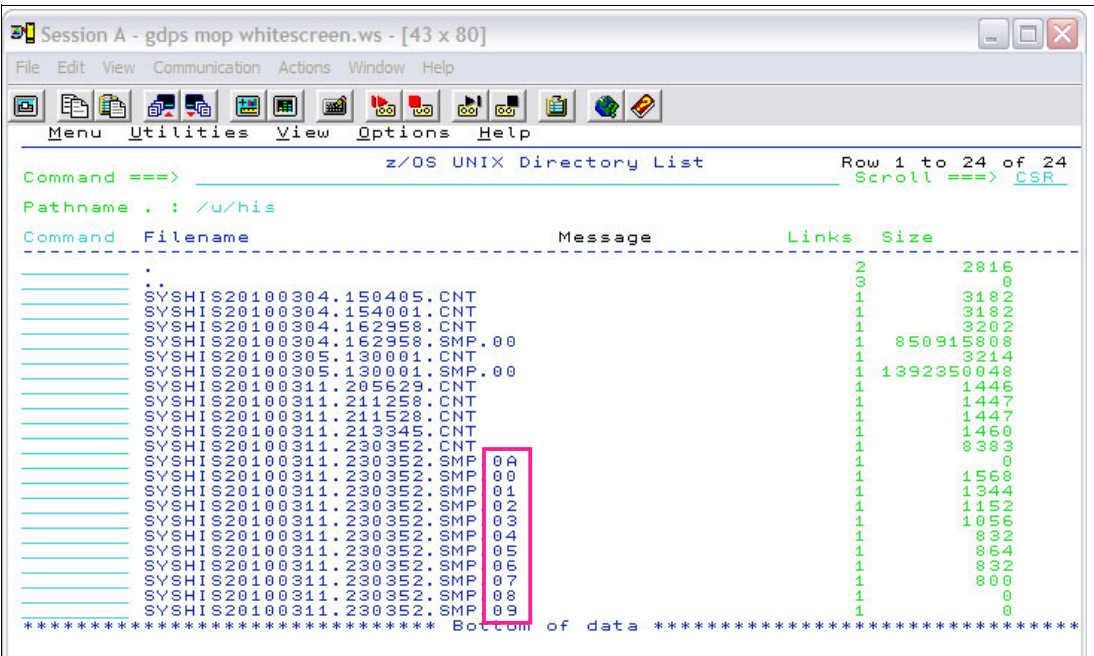 Session A - gdps mop whitescreen.ws - [43 x 80]
File Edit View Communication Actions Window Help
Menu Utilities View Options Help
z/OS UNIX Directory List Row 1 to 24 of 24
Command ===> Scroll ===> CSR
Pathname . : /u/his
Command Filename Message Links Size
. 2 2816
.. 3 0
SYSHIS20100304.150405.CNT 1 3182
SYSHIS20100304.154001.CNT 1 3182
SYSHIS20100304.162958.CNT 1 3202
SYSHIS20100304.162958.SMP.00 1 850915808
SYSHIS20100305.130001.CNT 1 3214
SYSHIS20100305.130001.SMP.00 1 1392350048
SYSHIS20100311.205629.CNT 1 1446
SYSHIS20100311.211258.CNT 1 1447
SYSHIS20100311.211528.CNT 1 1447
SYSHIS20100311.213345.CNT 1 1460
SYSHIS20100311.230352.CNT 1 8383
SYSHIS20100311.230352.SMP.0A 1 0
SYSHIS20100311.230352.SMP.00 1 1568
SYSHIS20100311.230352.SMP.01 1 1344
SYSHIS20100311.230352.SMP.02 1 1152
SYSHIS20100311.230352.SMP.03 1 1056
SYSHIS20100311.230352.SMP.04 1 832
SYSHIS20100311.230352.SMP.05 1 864
SYSHIS20100311.230352.SMP.06 1 832
SYSHIS20100311.230352.SMP.07 1 800
SYSHIS20100311.230352.SMP.08 1 0
SYSHIS20100311.230352.SMP.09 1 0
******************************* Bottom of data ********************************